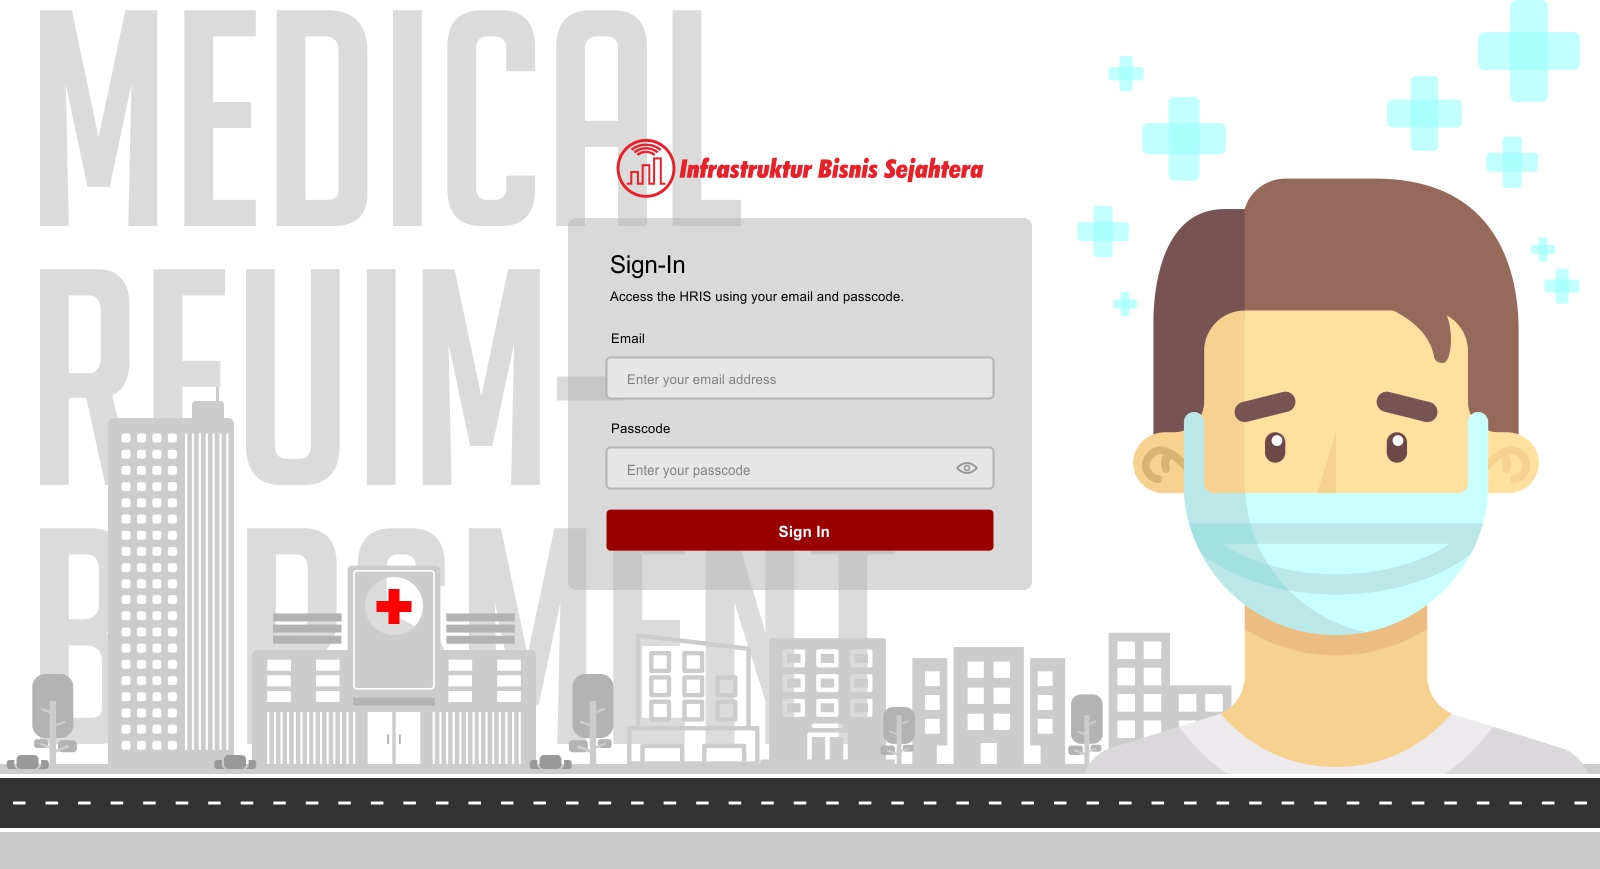 MEDICAL
REUIM-
Infrastruktur Bisnis Sejahtera
Sign-In
Access the HRIS using your email and passcode.
Email
Enter your email address
Passcode
Enter your passcode
Sign In